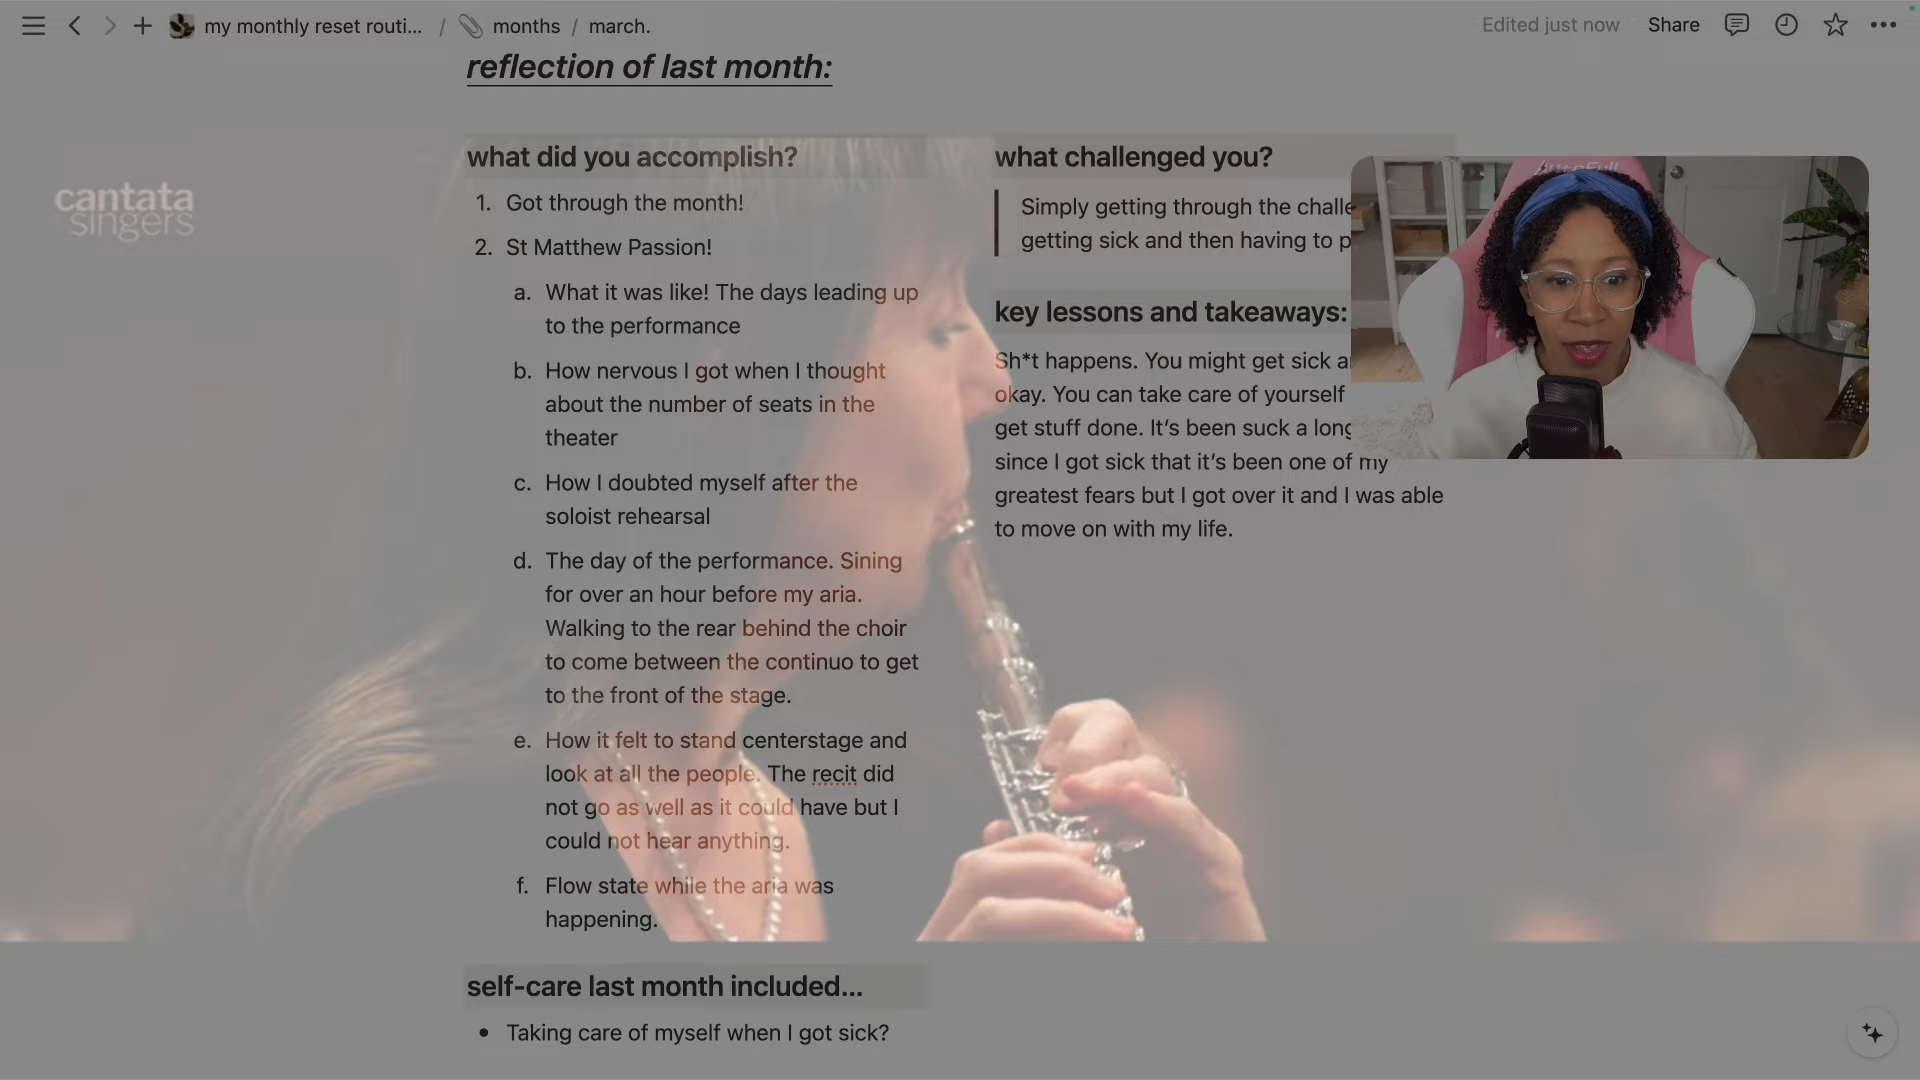 my monthly reset routi... / months / march.
Edited just now Share
reflection of last month:
cantata
singers
what did you accomplish?
1. Got through the month!
2. St Matthew Passion!
a. What it was like! The days leading up
to the performance
b. How nervous I got when I thought
about the number of seats in the
theater
c. How I doubted myself after the
soloist rehearsal
d. The day of the performance. Sining
for over an hour before my aria.
Walking to the rear behind the choir
to come between the continuo to get
to the front of the stage.
e. How it felt to stand centerstage and
look at all the people. The recit did
not go as well as it could have but I
could not hear anything.
f. Flow state while the aria was
happening.
self-care last month included...
• Taking care of myself when I got sick?
what challenged you?
Simply getting through the
getting sick and then having to
key lessons and takeaways:
Sh*t happens. You might get sick
okay. You can take care of yourself
get stuff done. It’s been suck a
since I got sick that it’s been one of my
greatest fears but I got over it and I was able
to move on with my life.